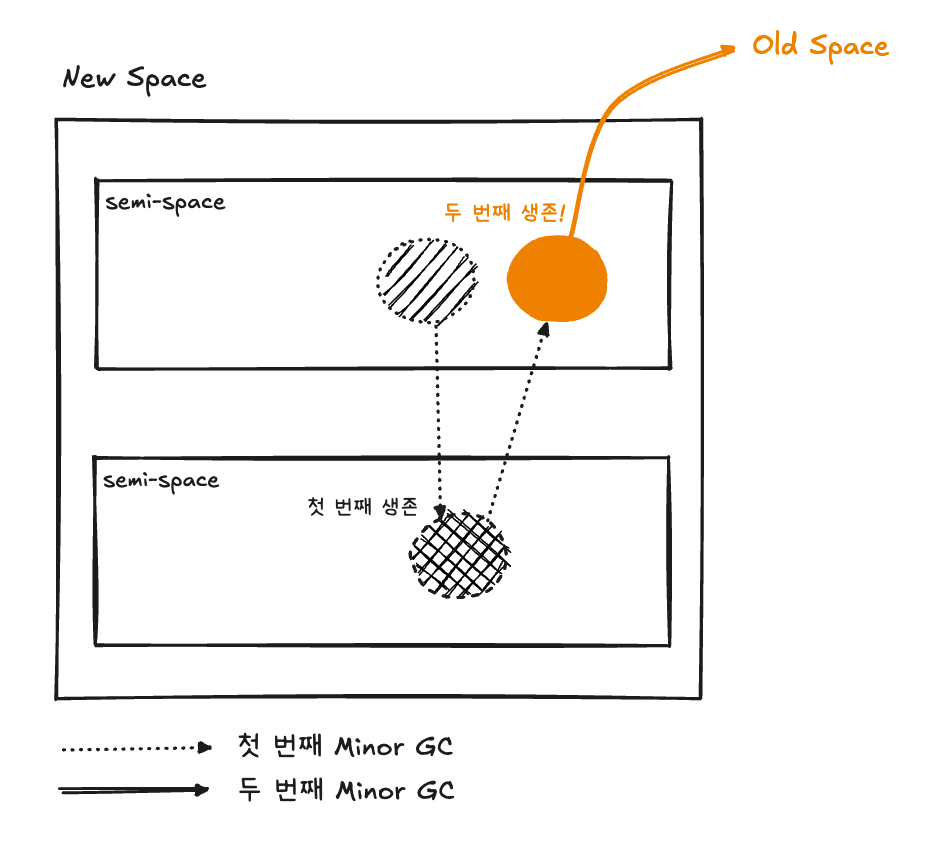 Old Space
New Space
semi-space
두 번째 생존!
semi-space
첫 번째 생존
첫 번째 Minor GC
두 번째 Minor GC